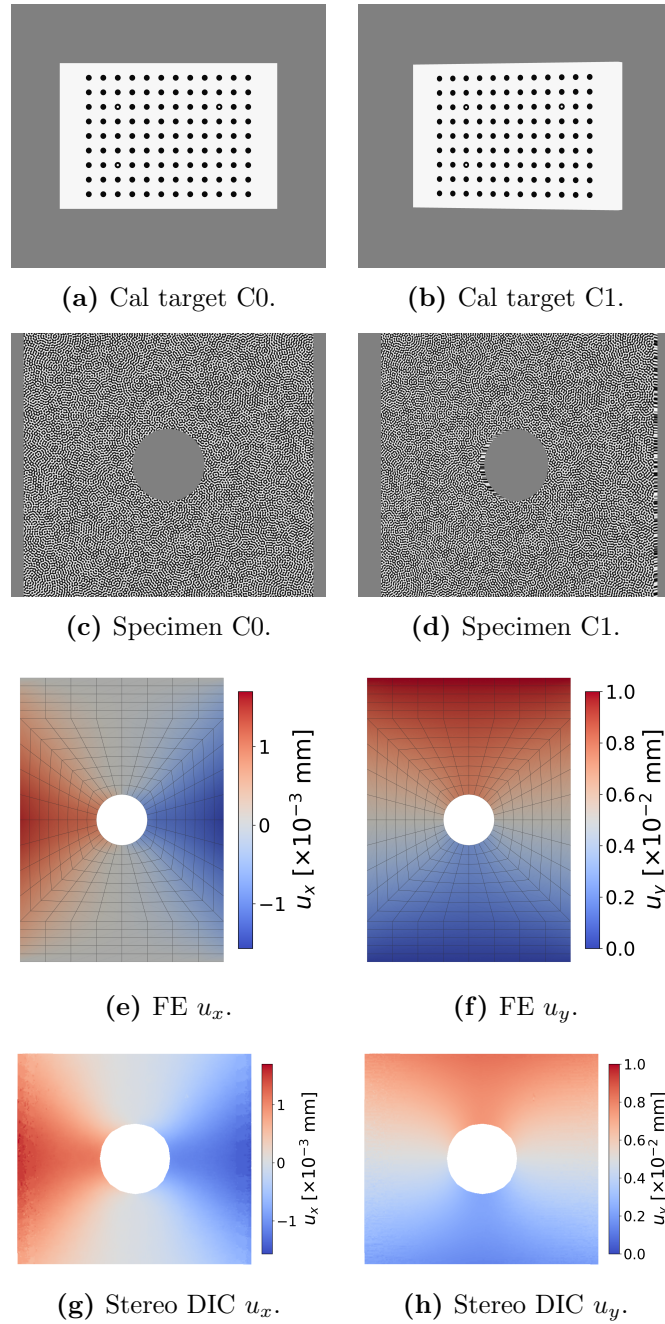 (a) Cal target C0.
(b) Cal target C1.
(c) Specimen C0.
(d) Specimen C1.
1
0
−1
u_x [×10⁻³ mm]
1.0
0.8
0.6
0.4
0.2
0.0
u_y [×10⁻² mm]
(e) FE u_x.
(f) FE u_y.
1
0
−1
u_x [×10⁻³ mm]
1.0
0.8
0.6
0.4
0.2
0.0
u_y [×10⁻² mm]
(g) Stereo DIC u_x.
(h) Stereo DIC u_y.